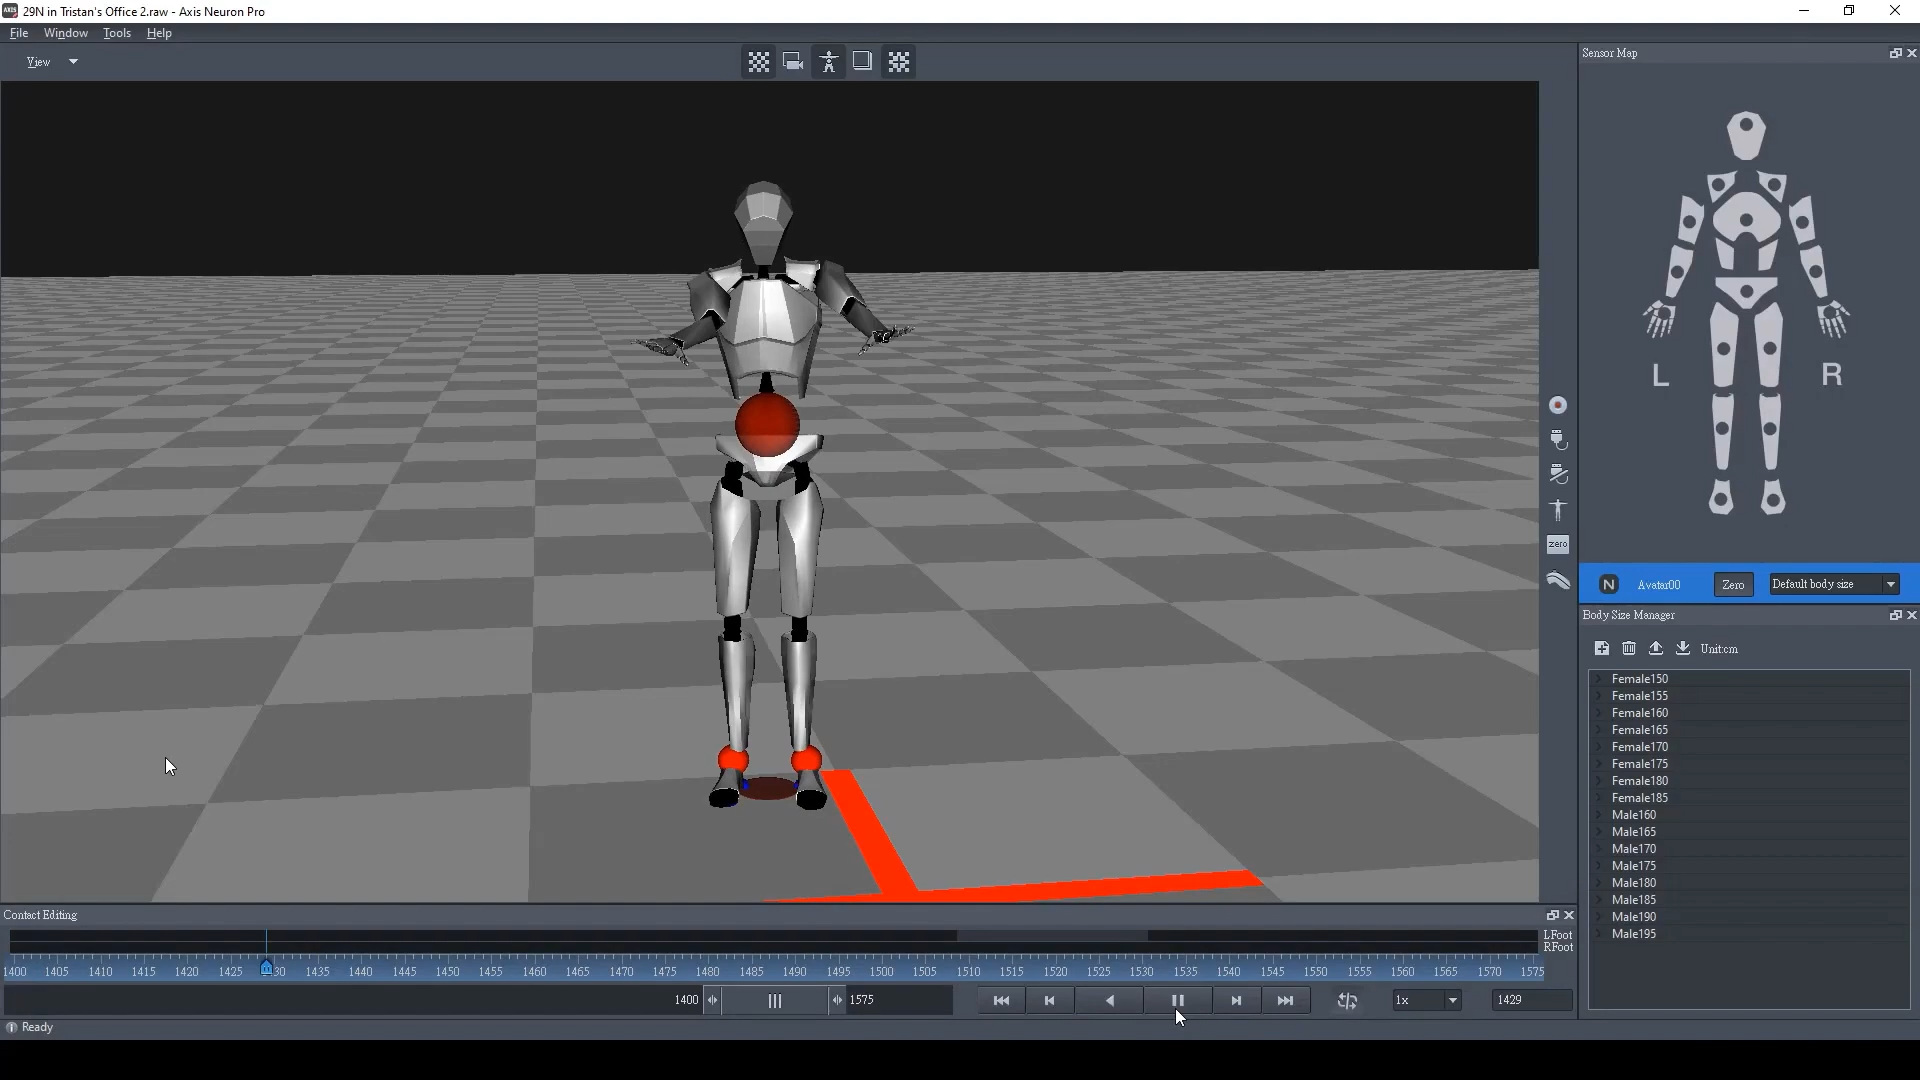 29N in Tristan's Office 2.raw - Axis Neuron Pro
File Window Tools Help
View
Sensor Map
L R
zero
N Avatar00 Zero Default body size
Body Size Manager
Unit:cm
Female150
Female155
Female160
Female165
Female170
Female175
Female180
Female185
Male160
Male165
Male170
Male175
Male180
Male185
Male190
Male195
Contact Editing
LFoot
RFoot
1400 1405 1410 1415 1420 1425 30 1435 1440 1445 1450 1455 1460 1465 1470 1475 1480 1485 1490 1495 1500 1505 1510 1515 1520 1525 1530 1535 1540 1545 1550 1555 1560 1565 1570 1575
1400 1575 1x 1429
Ready